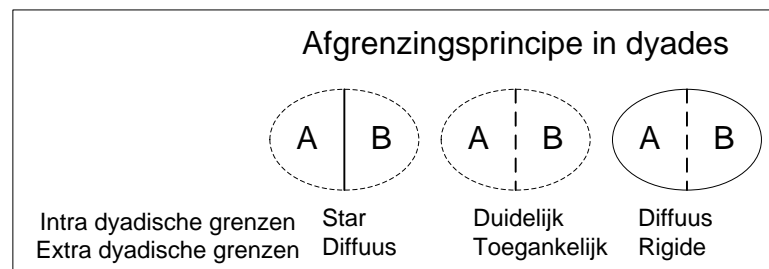 Afgrenzingsprincipe in dyades
A B A B A B
Intra dyadische grenzen Star Duidelijk Diffuus
Extra dyadische grenzen Diffuus Toegankelijk Rigide